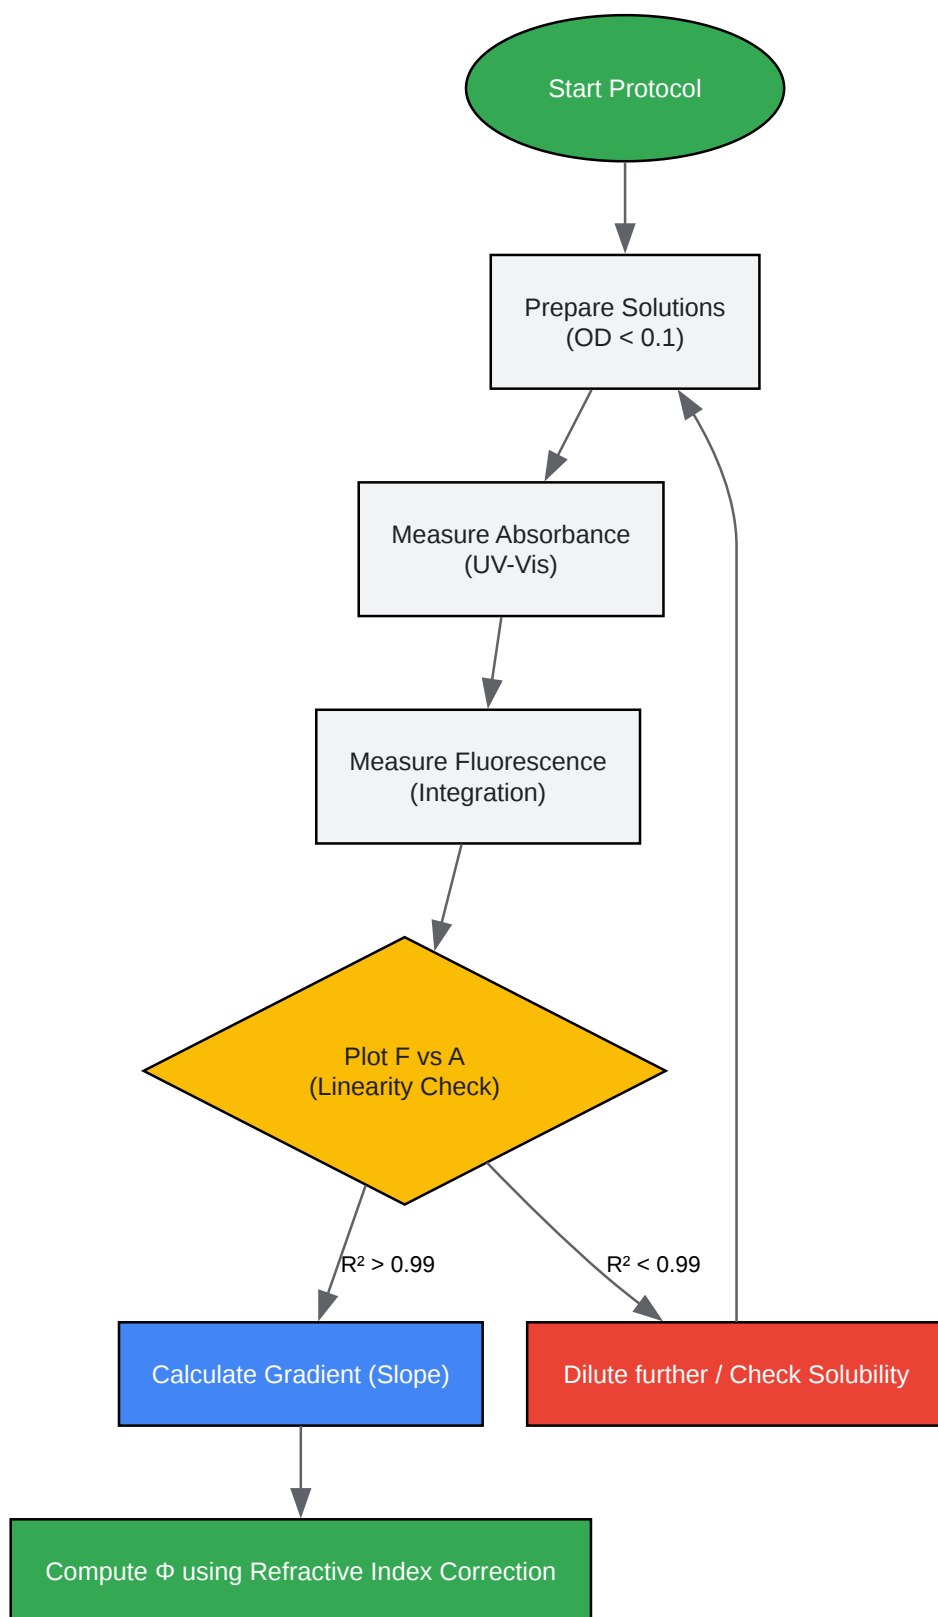 Start Protocol
Prepare Solutions
(OD < 0.1)
Measure Absorbance
(UV-Vis)
Measure Fluorescence
(Integration)
Plot F vs A
(Linearity Check)
R² > 0.99
R² < 0.99
Calculate Gradient (Slope)
Dilute further / Check Solubility
Compute Φ using Refractive Index Correction